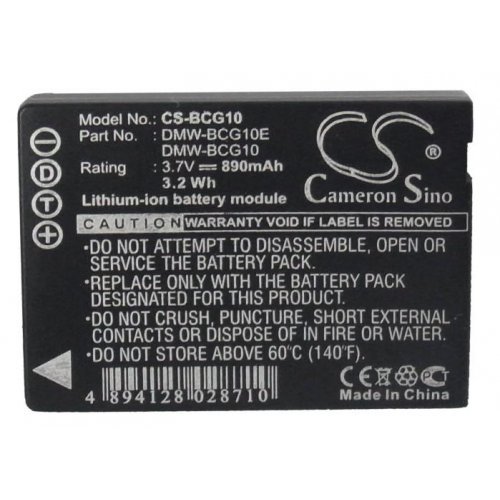 Model No.: CS-BCG10
Part No.: DMW-BCG10E
DMW-BCG10
Rating: 3.7V 890mAh
3.2 Wh
Lithium-ion battery module
Cameron Sino
CAUTION WARRANTY VOID IF LABEL IS REMOVED
•DO NOT ATTEMPT TO DISASSEMBLE, OPEN OR
SERVICE THIS BATTERY PACK
•REPLACE ONLY WITH THE BATTERY PACK
DESIGNATED FOR YOUR PRODUCT
•DO NOT CRUSH, PUNCTURE, SHORT EXTERNAL
CONTACTS OR DISPOSE OF IN FIRE OR WATER
•DO NOT STORE ABOVE 60°C (140°F)
4 894128 028710
CE
Made In China